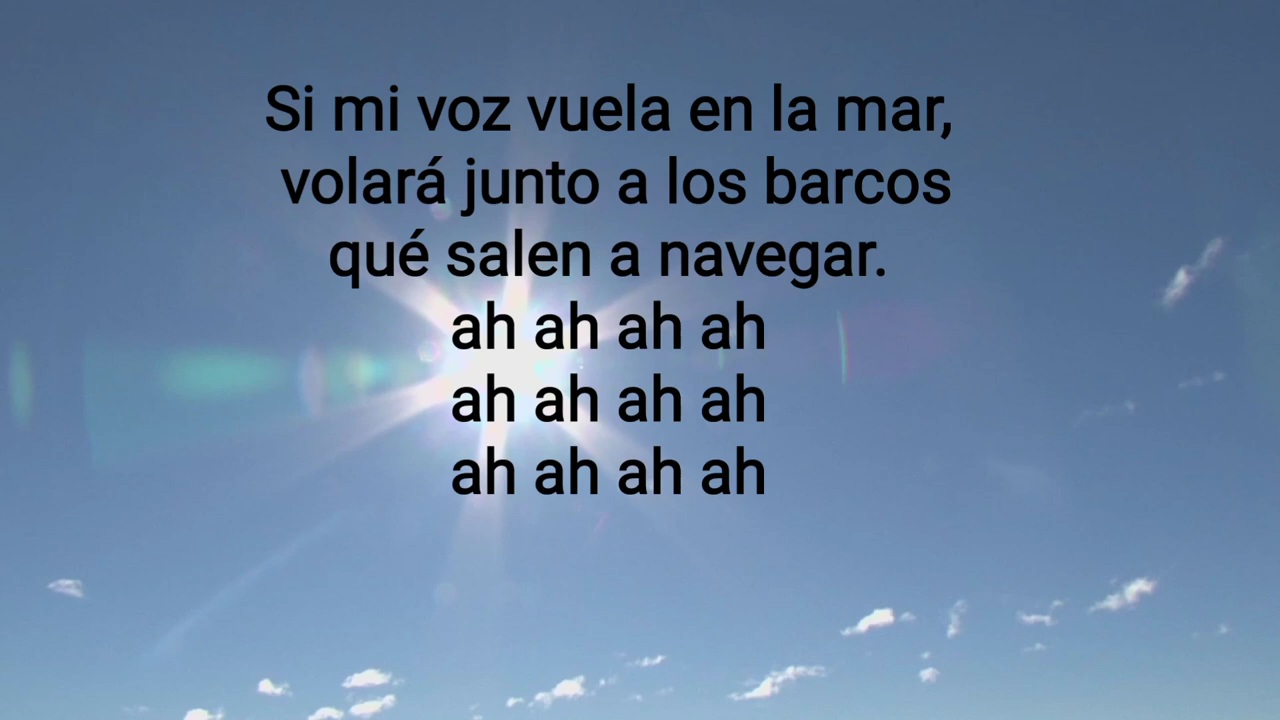 Si mi voz vuela en la mar,
volará junto a los barcos
qué salen a navegar.
ah ah ah ah
ah ah ah ah
ah ah ah ah